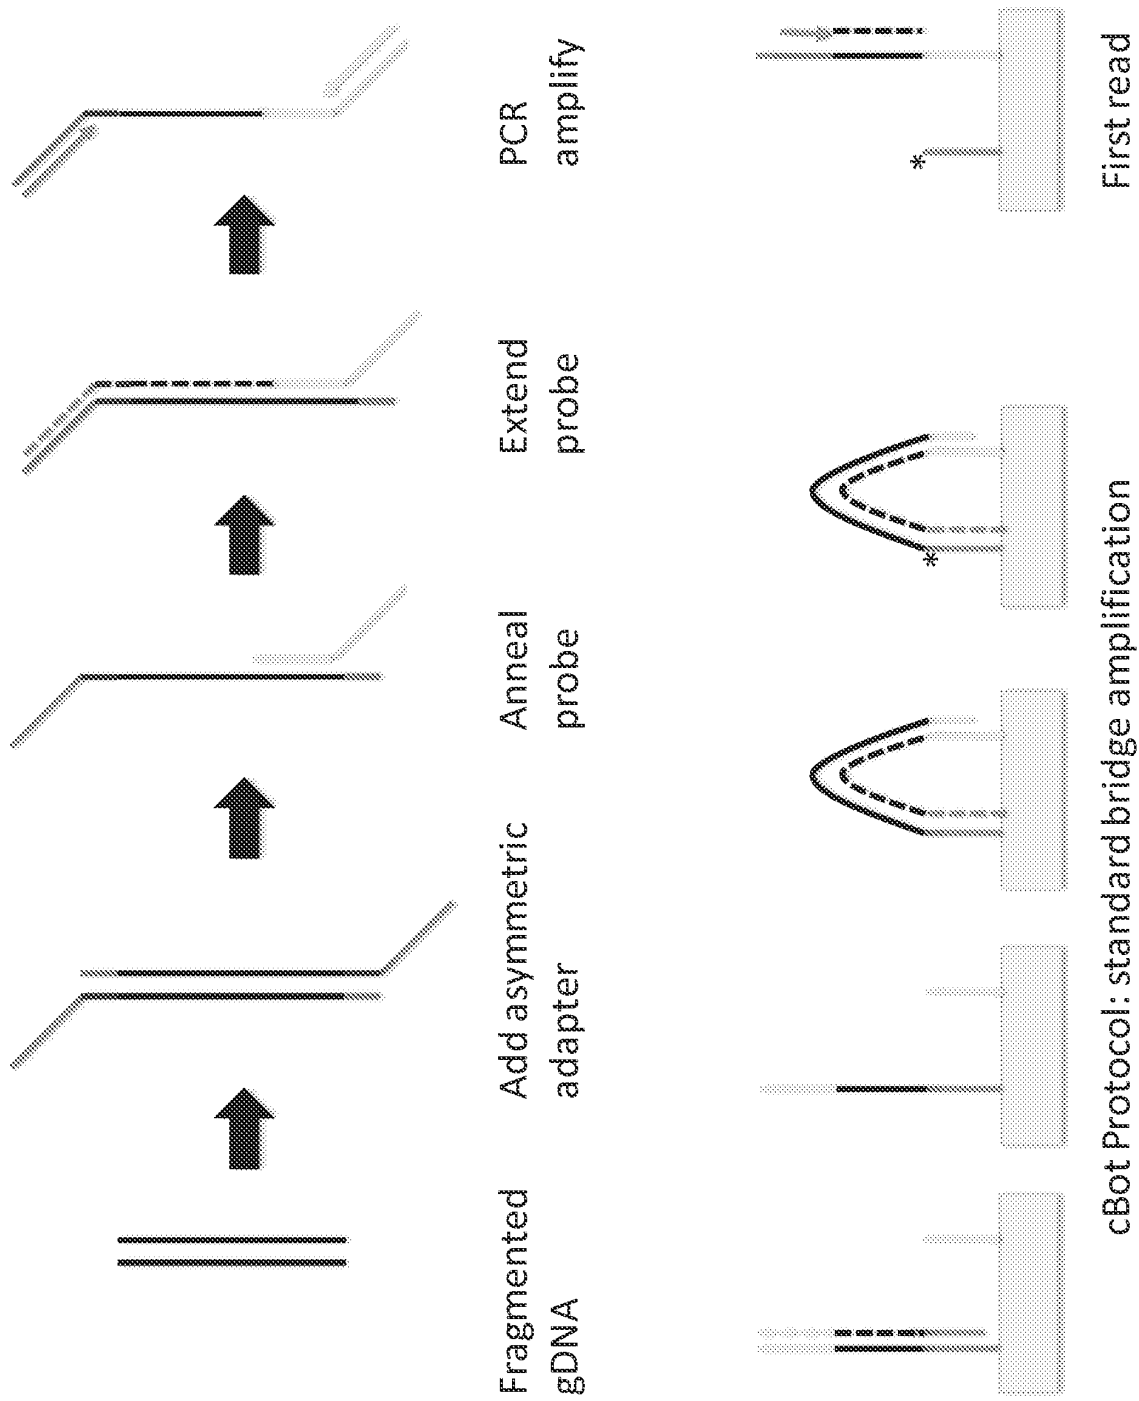 Fragmented
gDNA
Add asymmetric
adapter
Anneal
probe
Extend
probe
PCR
amplify
*
*
cBot Protocol: standard bridge amplification
First read